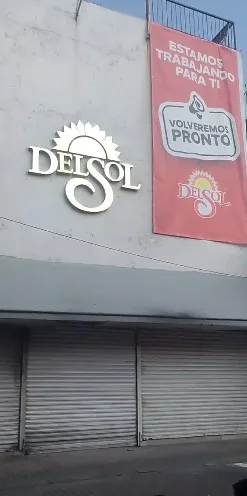 ESTAMOS
TRABAJANDO
PARA TI
VOLVEREMOS
PRONTO
DELSOL
DELSOL